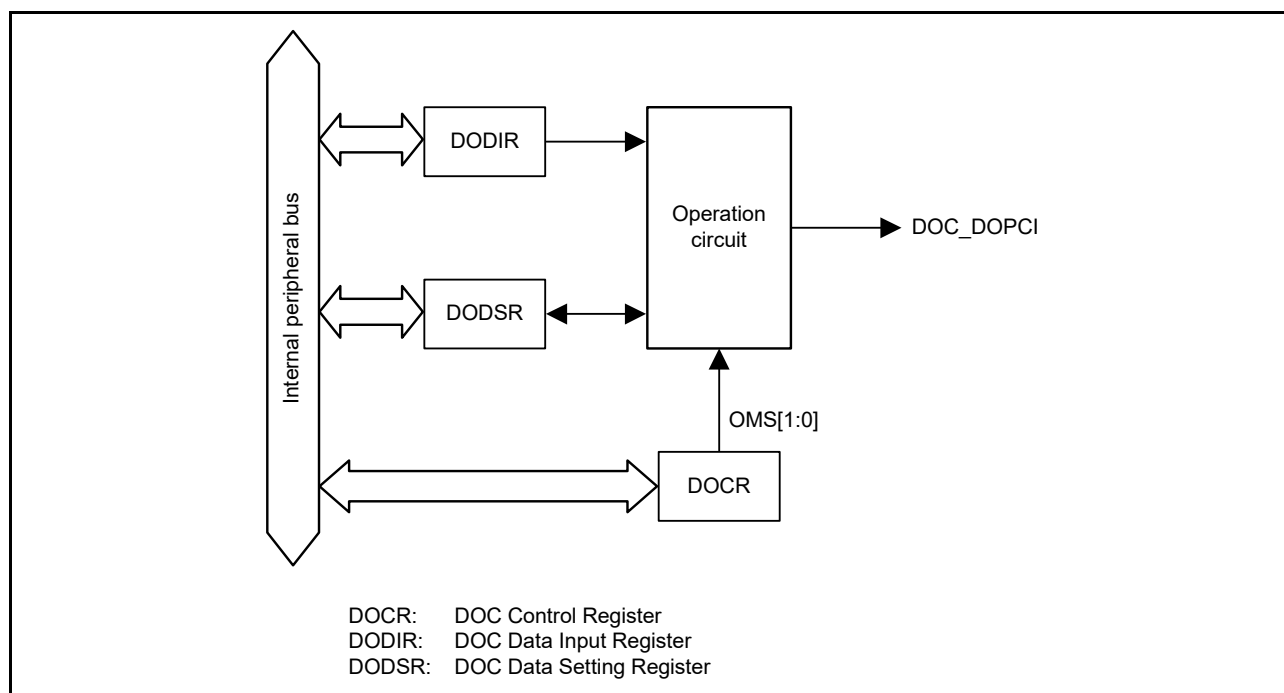 Internal peripheral bus
DODIR
Operation
circuit
DOC_DOPCI
DODSR
OMS[1:0]
DOCR
DOCR: DOC Control Register
DODIR: DOC Data Input Register
DODSR: DOC Data Setting Register